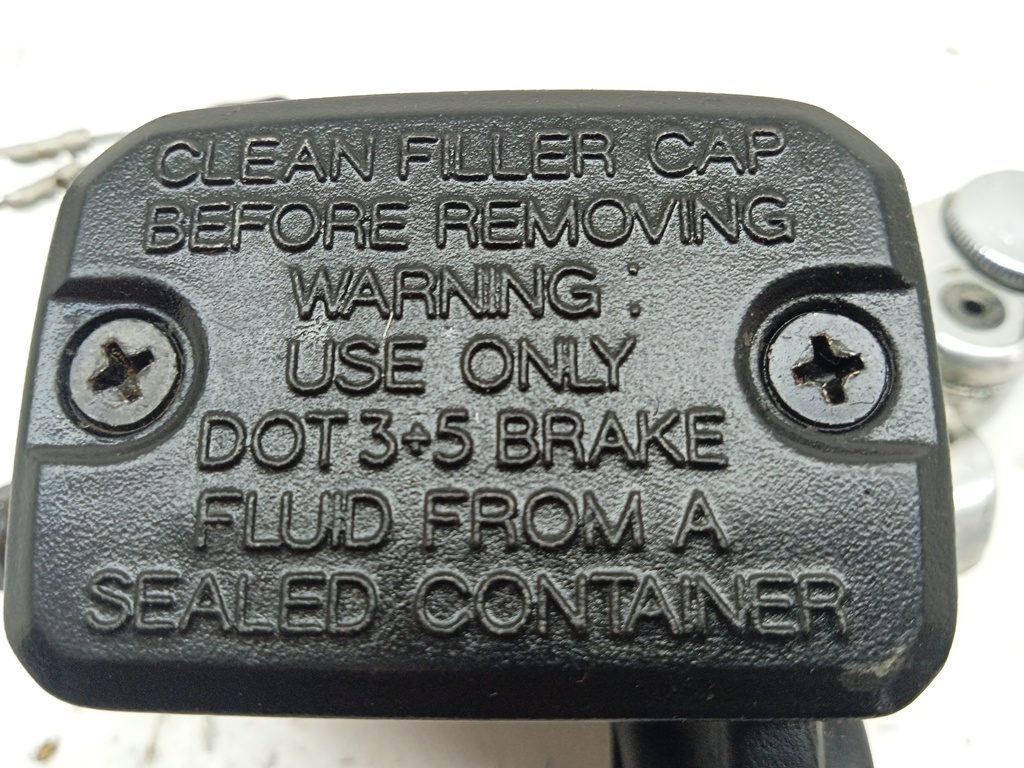 CLEAN FILLER CAP
BEFORE REMOVING
WARNING :
USE ONLY
DOT 3+5 BRAKE
FLUID FROM A
SEALED CONTAINER